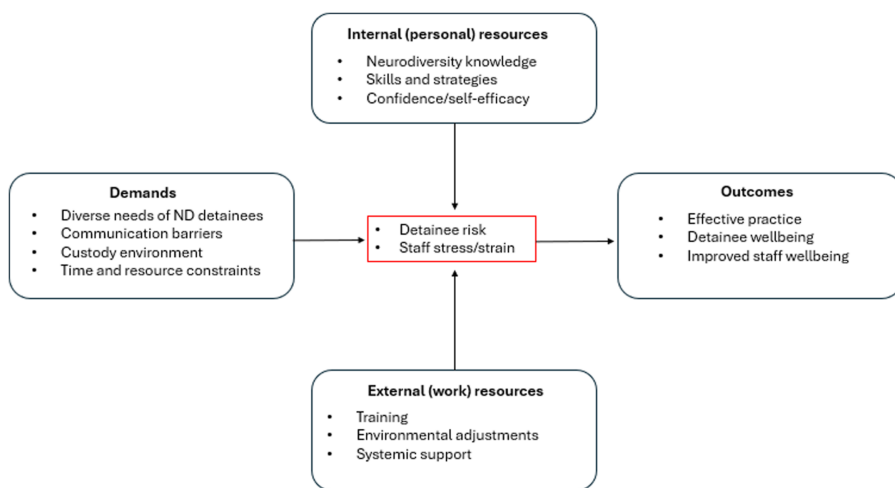 Internal (personal) resources
• Neurodiversity knowledge
• Skills and strategies
• Confidence/self-efficacy
Demands
• Diverse needs of ND detainees
• Communication barriers
• Custody environment
• Time and resource constraints
• Detainee risk
• Staff stress/strain
Outcomes
• Effective practice
• Detainee wellbeing
• Improved staff wellbeing
External (work) resources
• Training
• Environmental adjustments
• Systemic support